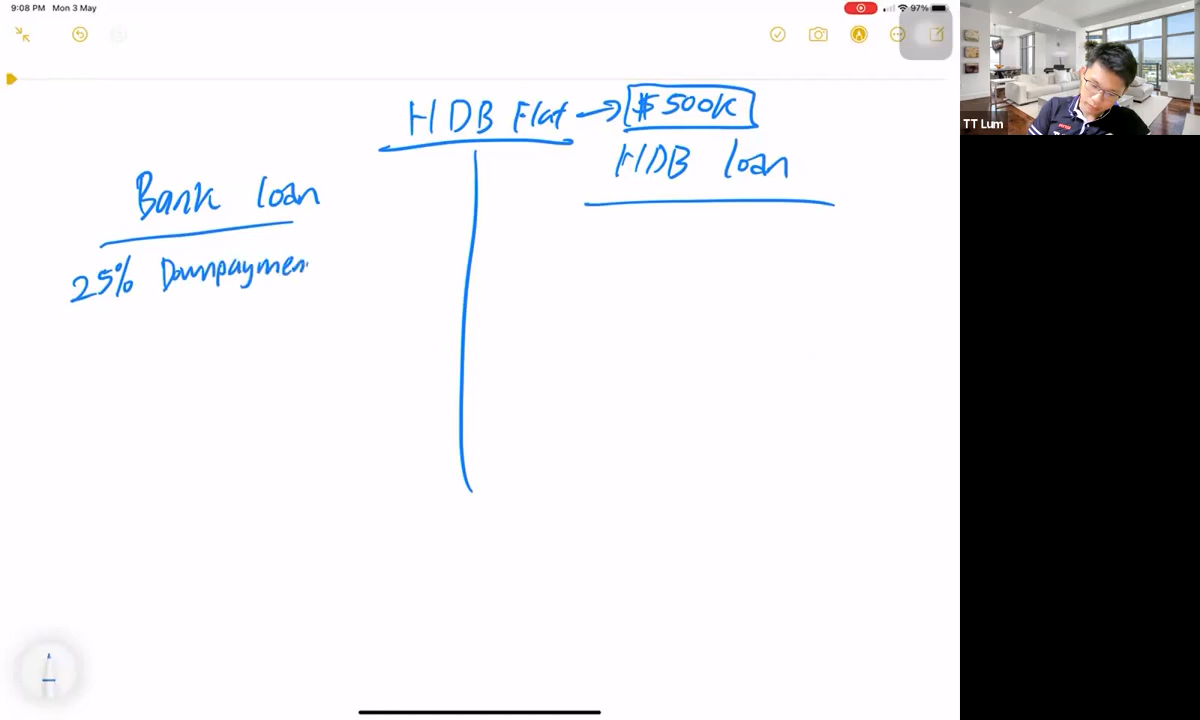 9:08 PM Mon 3 May
97%
HDB Flat → $500K
Bank loan
HDB loan
25% Downpaymen
TT Lum